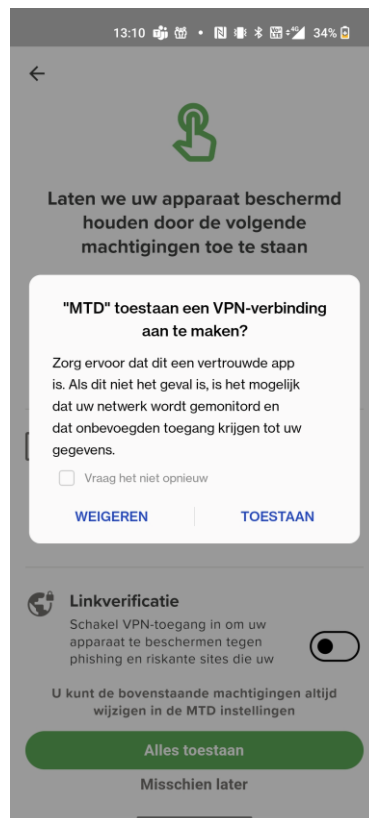 13:10 34%
Laten we uw apparaat beschermd
houden door de volgende
machtigingen toe te staan
"MTD" toestaan een VPN-verbinding
aan te maken?
Zorg ervoor dat dit een vertrouwde app
is. Als dit niet het geval is, is het mogelijk
dat uw netwerk wordt gemonitord en
dat onbevoegden toegang krijgen tot uw
gegevens.
Vraag het niet opnieuw
WEIGEREN TOESTAAN
Linkverificatie
Schakel VPN-toegang in om uw
apparaat te beschermen tegen
phishing en riskante sites die uw
U kunt de bovenstaande machtigingen altijd
wijzigen in de MTD instellingen
Alles toestaan
Misschien later